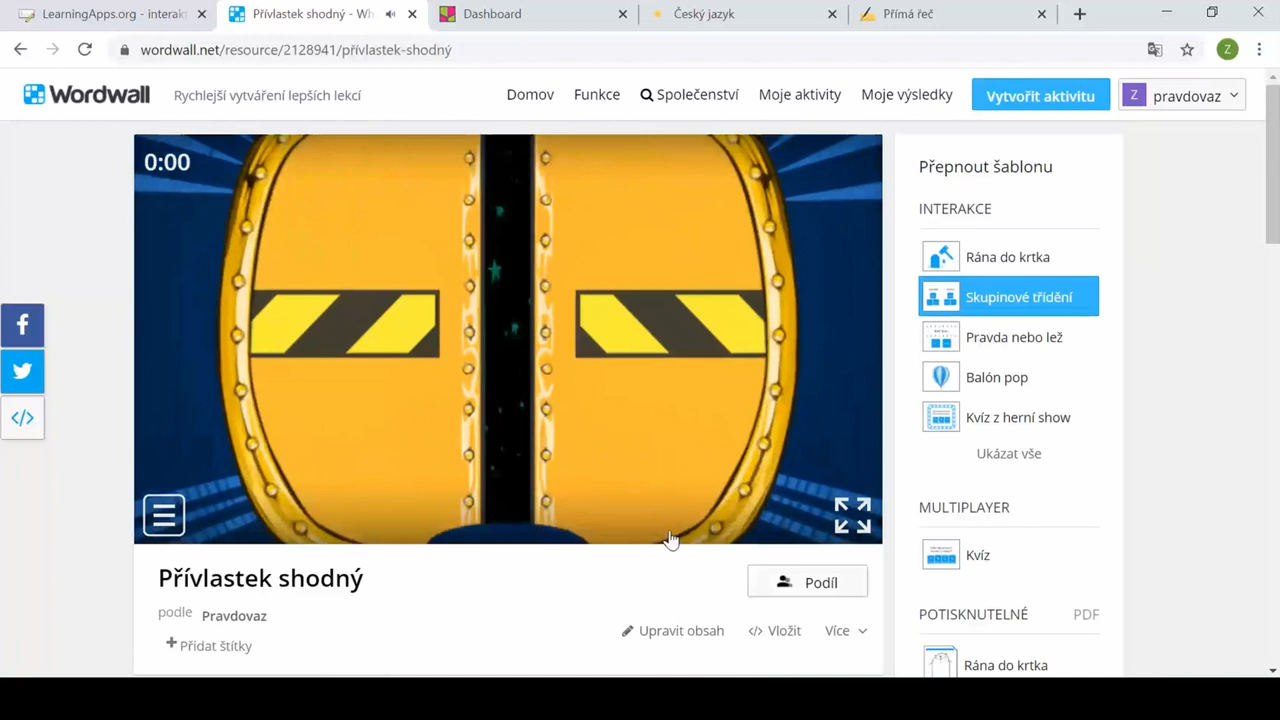 LearningApps.org - interak
Přívlastek shodný - Wh
Dashboard
Český jazyk
Přímá řeč
wordwall.net/resource/2128941/přívlastek-shodný
Z
Wordwall
Rychlejší vytváření lepších lekcí
Domov
Funkce
Společenství
Moje aktivity
Moje výsledky
Vytvořit aktivitu
Z pravdovaz
0:00
Přepnout šablonu
INTERAKCE
Rána do krtka
Skupinové třídění
Pravda nebo lež
Balón pop
Kvíz z herní show
Ukázat vše
MULTIPLAYER
Kvíz
POTISKNUTELNÉ PDF
Rána do krtka
Přívlastek shodný
Podíl
podle Pravdovaz
Upravit obsah
</> Vložit
Více
+ Přidat štítky